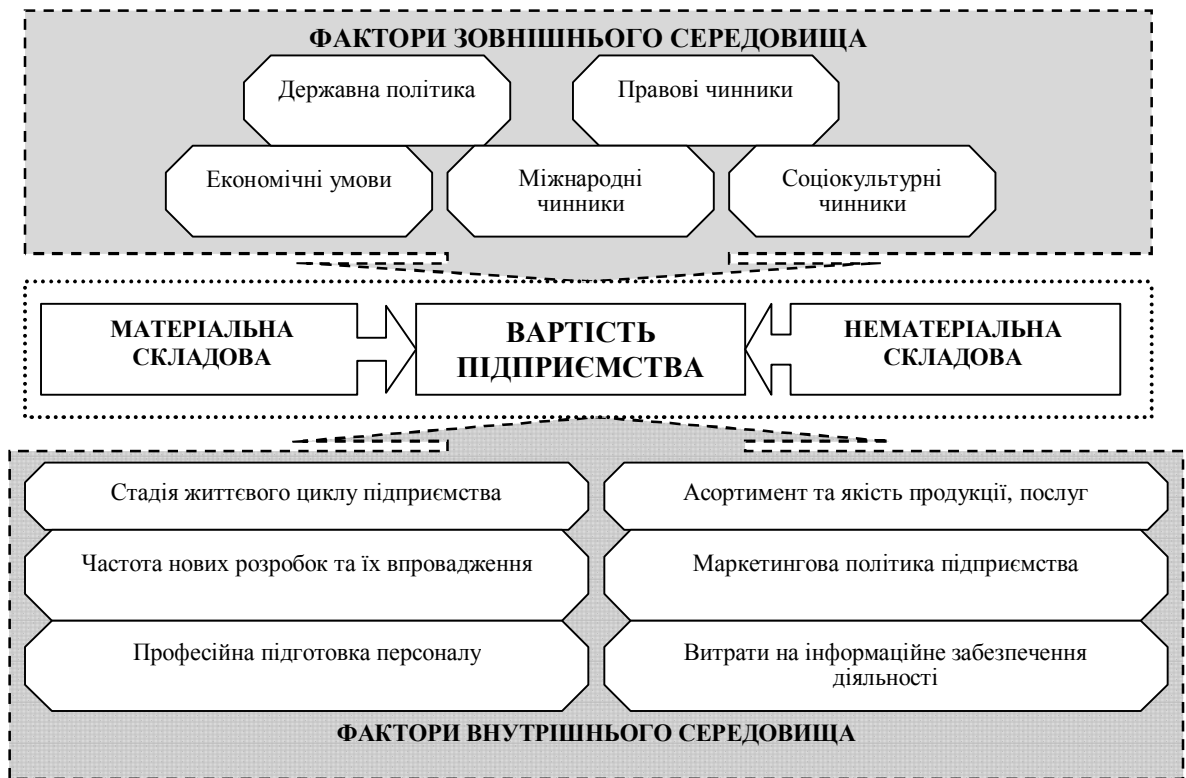 ФАКТОРИ ЗОВНІШНЬОГО СЕРЕДОВИЩА
Державна політика
Правові чинники
Економічні умови
Міжнародні
чинники
Соціокультурні
чинники
МАТЕРІАЛЬНА
СКЛАДОВА
ВАРТІСТЬ
ПІДПРИЄМСТВА
НЕМАТЕРІАЛЬНА
СКЛАДОВА
Стадія життєвого циклу підприємства
Асортимент та якість продукції, послуг
Частота нових розробок та їх впровадження
Маркетингова політика підприємства
Професійна підготовка персоналу
Витрати на інформаційне забезпечення
діяльності
ФАКТОРИ ВНУТРІШНЬОГО СЕРЕДОВИЩА